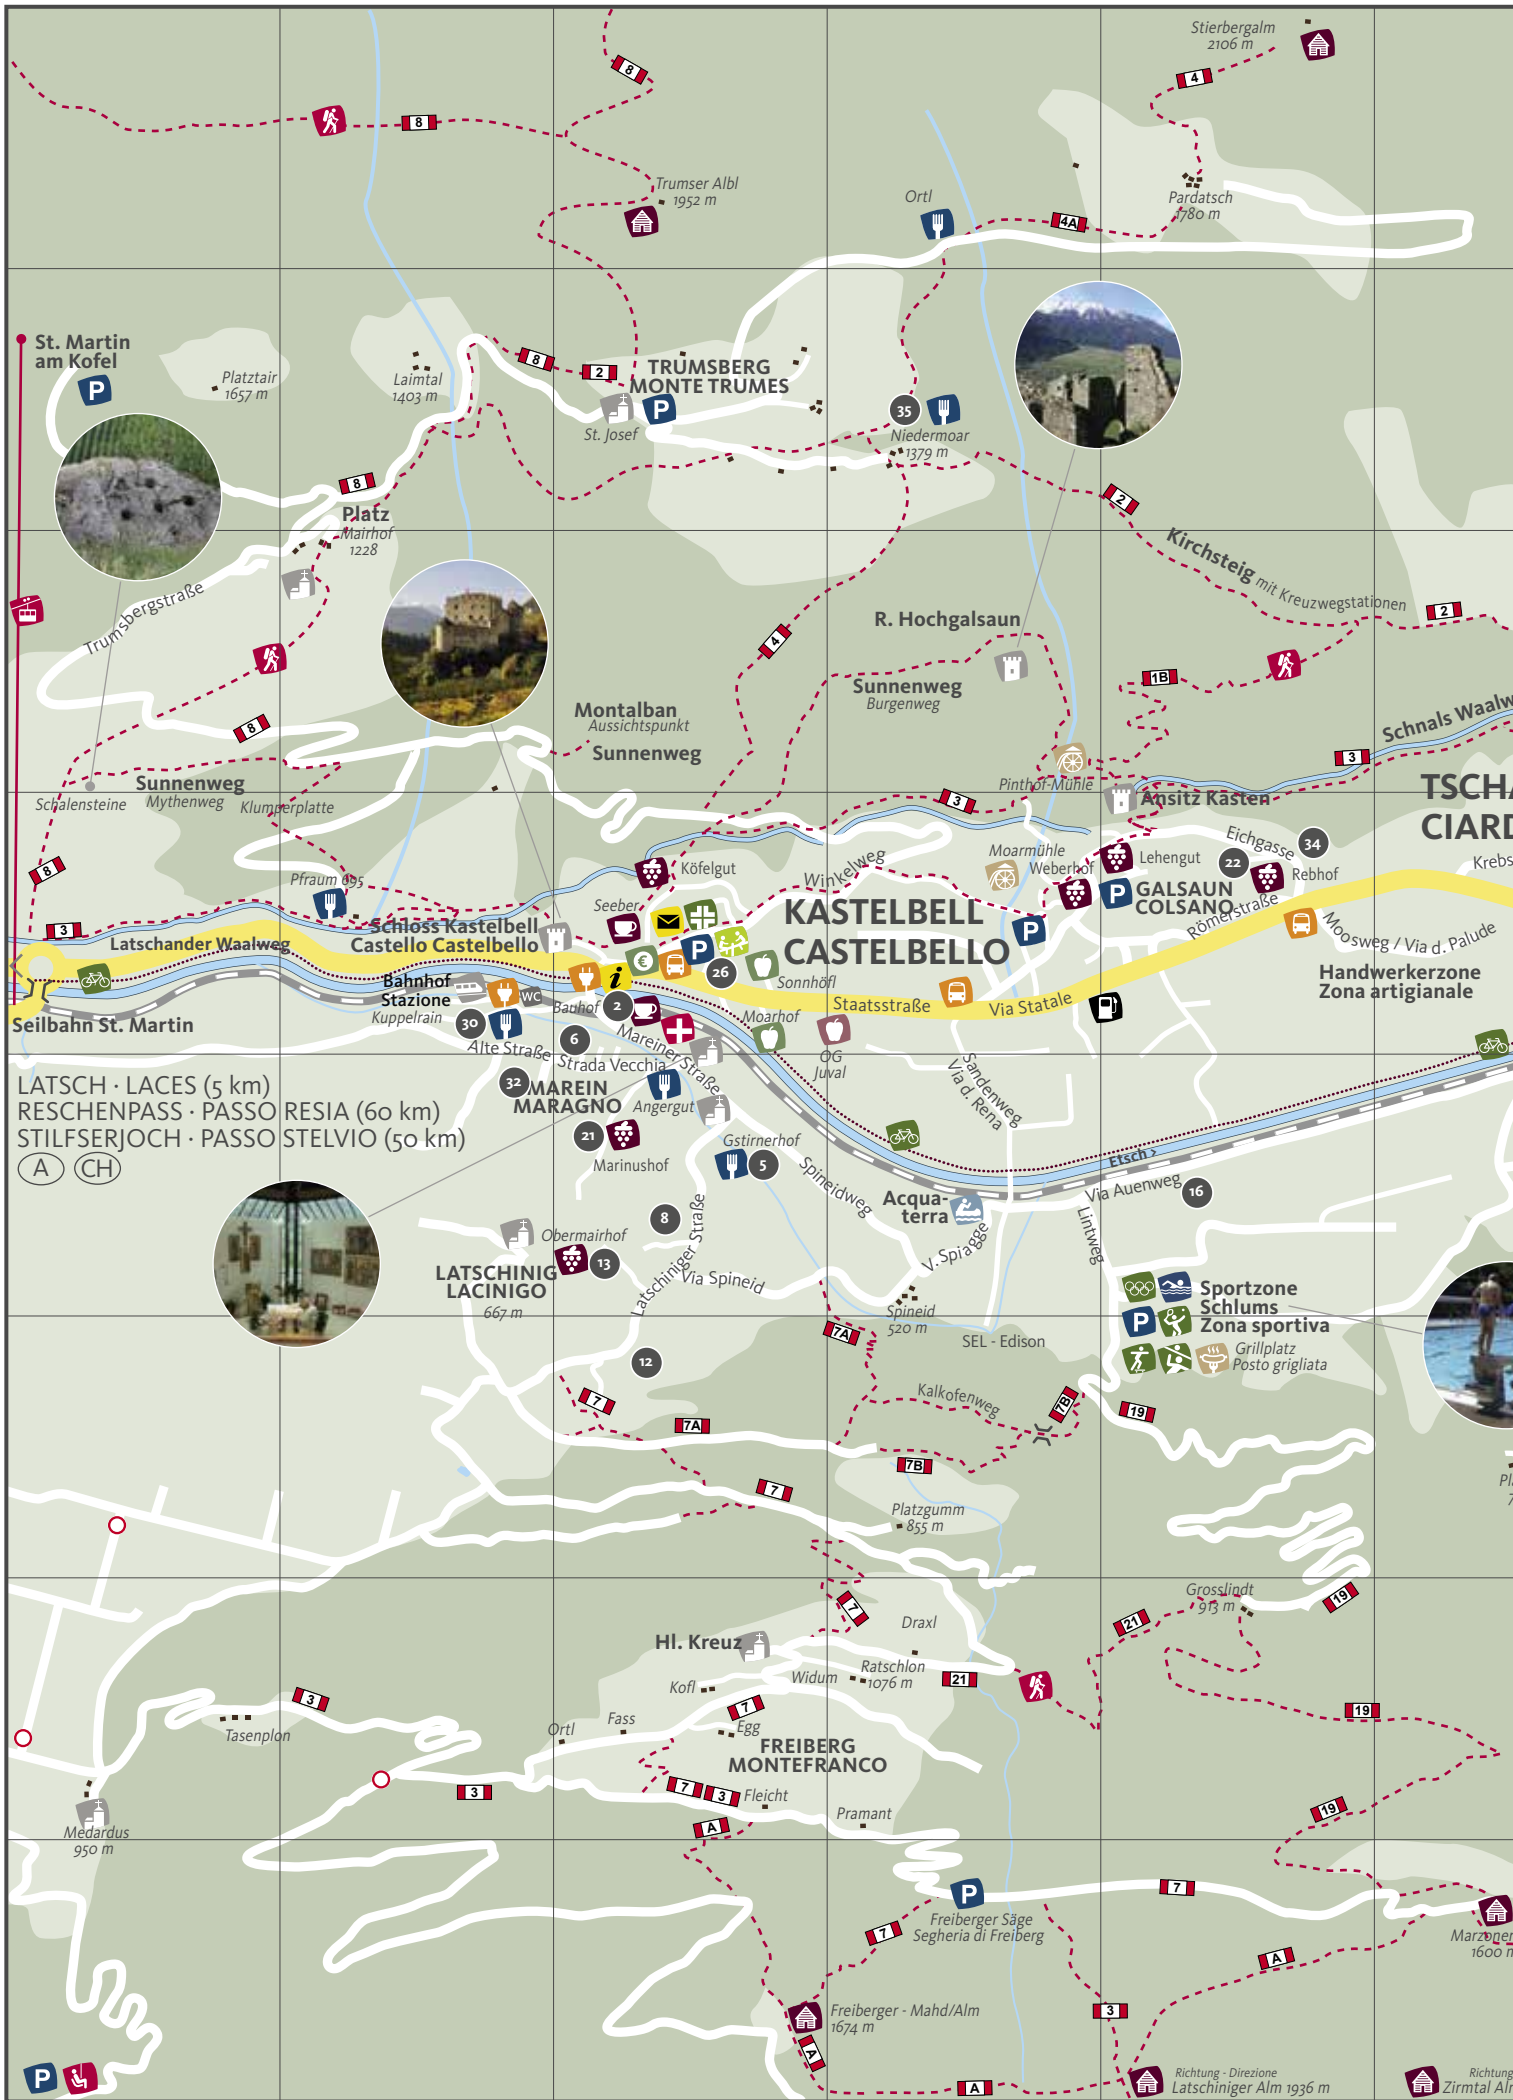 Stierbergalm
2106 m
4
8
8
Trumser Albl
1952 m
Ortl
Pardatsch
1780 m
4A
St. Martin
am Kofel
P
Platztair
1657 m
Laimtal
1403 m
8
2
TRUMSBERG
MONTE TRUMES
St. Josef
P
35
Niedermoar
1379 m
8
Platz
Mairhof
1228
2
Kirchsteig mit Kreuzwegstationen
2
Trumsbergstraße
4
R. Hochgalsaun
1B
Sunnenweg
Burgenweg
Montalban
Aussichtspunkt
Sunnenweg
8
Schnals Waalw
3
Sunnenweg
Mythenweg
Schalensteine
Klumperplatte
Pinthof-Mühle
Ansitz Kasten
TSCHA
CIARD
3
8
Köfelgut
Winkelweg
Moarmühle
Weberhof
Lehengut
Eichgasse
34
22
Rebhof
Krebs
Pfraum 695
Seeber
P
GALSAUN
COLSANO
Römerstraße
3
Schloss Kastelbell
Castello Castelbello
KASTELBELL
CASTELBELLO
P
P
Moosweg / Via d. Palude
Latschander Waalweg
€
26
Sonnhöfl
Handwerkerzone
Zona artigianale
Bahnhof
Stazione
Kuppelrain
WC
i
Bauhof
2
Staatsstraße
Via Statale
Seilbahn St. Martin
30
6
Mareiner Straße
Moarhof
OG
Juval
Alte Straße
Strada Vecchia
LATSCH · LACES (5 km)
RESCHENPASS · PASSO RESIA (60 km)
STILFSERJOCH · PASSO STELVIO (50 km)
A
CH
32
MAREIN
MARAGNO
Angergut
Sandenweg
Via d. Rena
21
Marinushof
Gstirnerhof
5
Spineidweg
Etsch >
Via Auenweg
16
Acqua-
terra
8
Latschiniger Straße
Obermairhof
13
LATSCHINIG
LACINIGO
667 m
Via Spineid
V. Spiagge
Lintweg
Spineid
520 m
SEL - Edison
Sportzone
Schlums
Zona sportiva
P
Grillplatz
Posto grigliata
7A
12
7
7A
Kalkofenweg
7B
19
7B
7
Platzgumm
855 m
Grosslindt
913 m
19
21
7
Draxl
Hl. Kreuz
Widum
Ratschlon
1076 m
21
Kofl
7
Egg
Fass
Ortl
3
Tasenplon
19
FREIBERG
MONTEFRANCO
3
7
3
Fleicht
A
Pramant
19
Medardus
950 m
P
Freiberger Säge
Segheria di Freiberg
7
7
Marzoner
1600 m
A
Freiberger - Mahd/Alm
1674 m
3
A
A
P
Richtung - Direzione
Latschiniger Alm 1936 m
Richtung
Zirmtal Alm